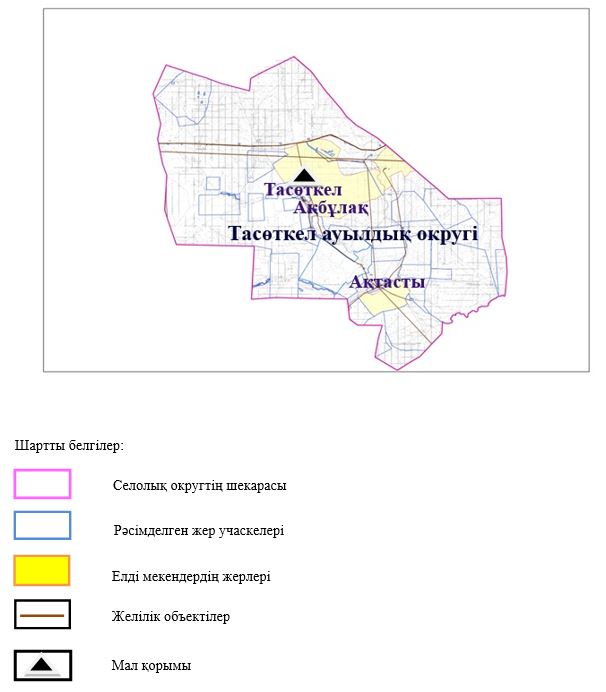 Тасөткел
Ақбұлақ
Тасөткел ауылдық округі
Ақтасты
Шартты белгілер:
Селолық округтің шекарасы
Рәсімделген жер учаскелері
Елді мекендердің жерлері
Желілік объектілер
Мал қорымы